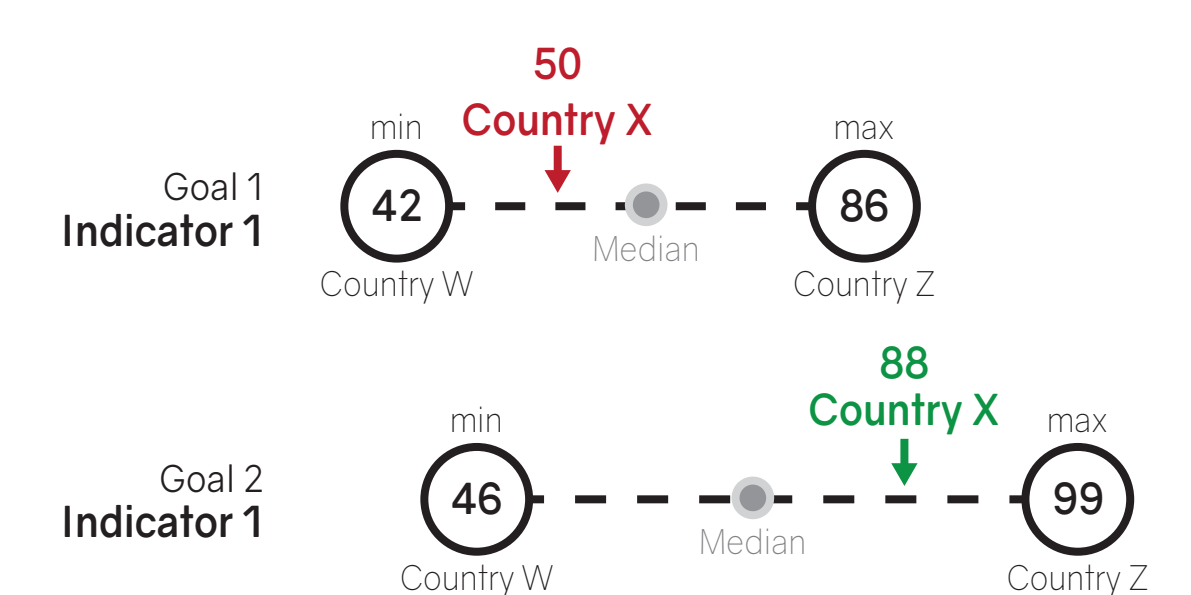 50
Country X
min
max
Goal 1
Indicator 1
42
86
Median
Country W
Country Z
88
Country X
min
max
Goal 2
Indicator 1
46
99
Median
Country W
Country Z